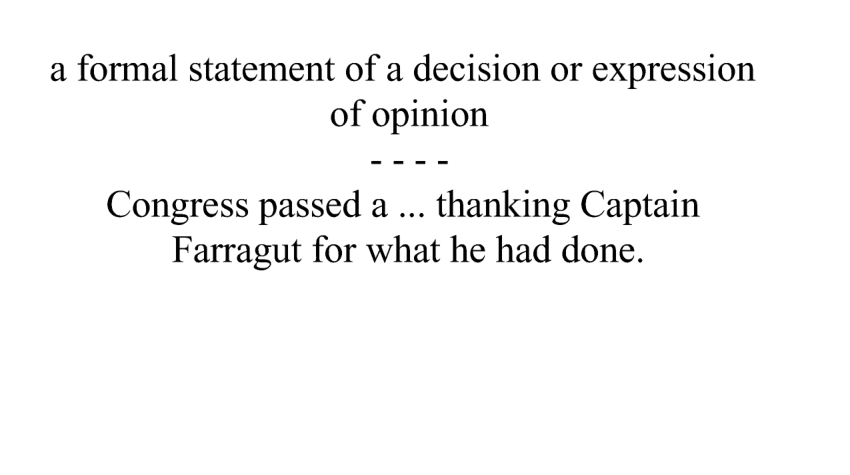 a formal statement of a decision or expression
of opinion
- - - -
Congress passed a ... thanking Captain
Farragut for what he had done.